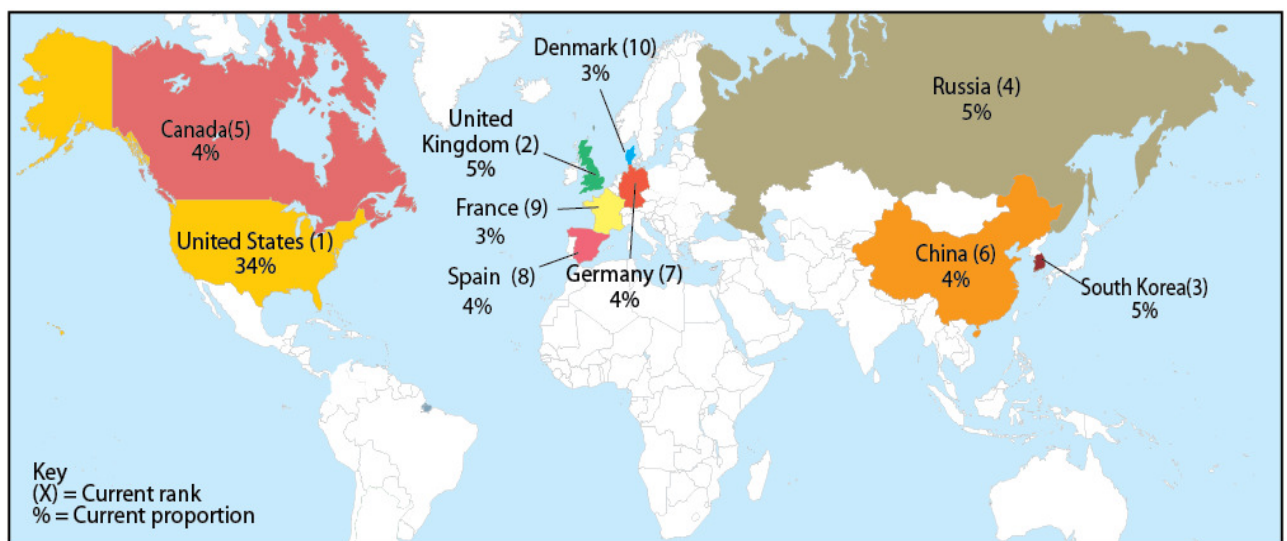 Denmark (10)
3%
Russia (4)
5%
Canada(5)
4%
United
Kingdom (2)
5%
France (9)
3%
United States (1)
34%
Spain (8)
4%
Germany (7)
4%
China (6)
4%
South Korea(3)
5%
Key
(X) = Current rank
% = Current proportion